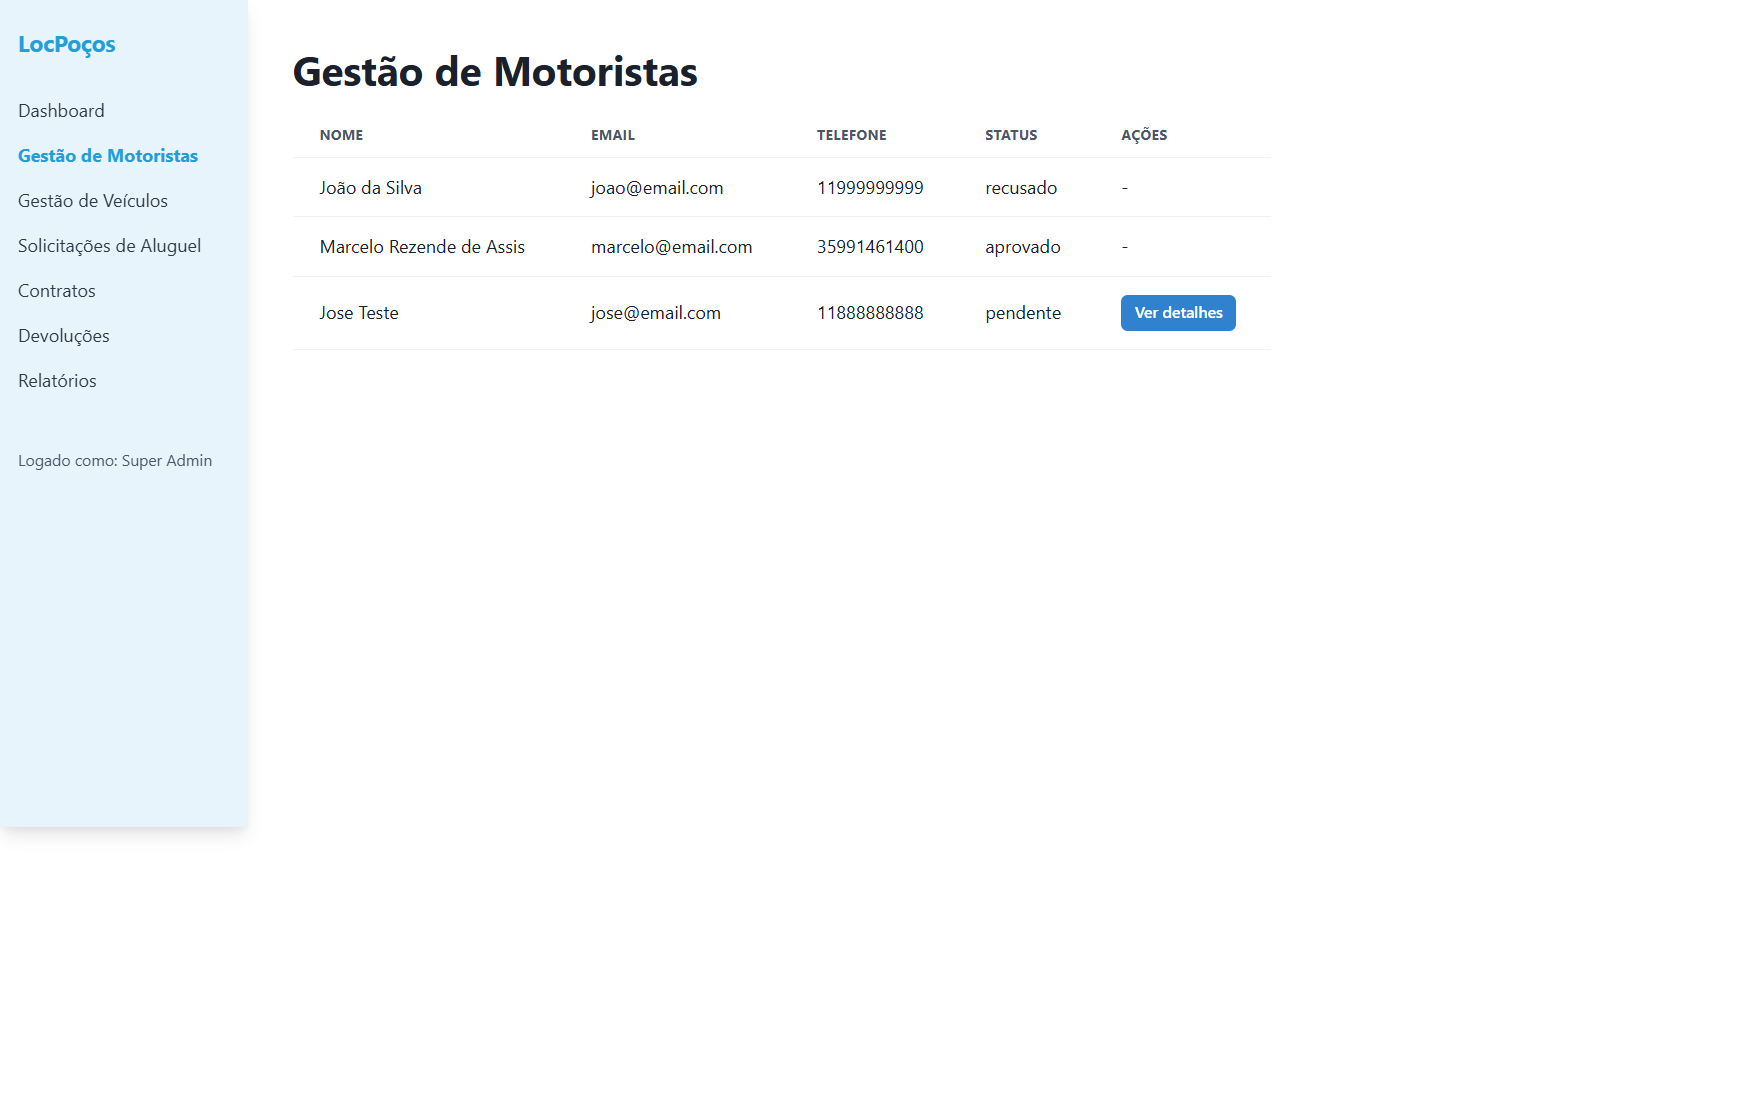 LocPoços
Dashboard
Gestão de Motoristas
Gestão de Veículos
Solicitações de Aluguel
Contratos
Devoluções
Relatórios
Logado como: Super Admin
Gestão de Motoristas
NOME EMAIL TELEFONE STATUS AÇÕES
João da Silva joao@email.com 11999999999 recusado -
Marcelo Rezende de Assis marcelo@email.com 35991461400 aprovado -
Jose Teste jose@email.com 11888888888 pendente Ver detalhes